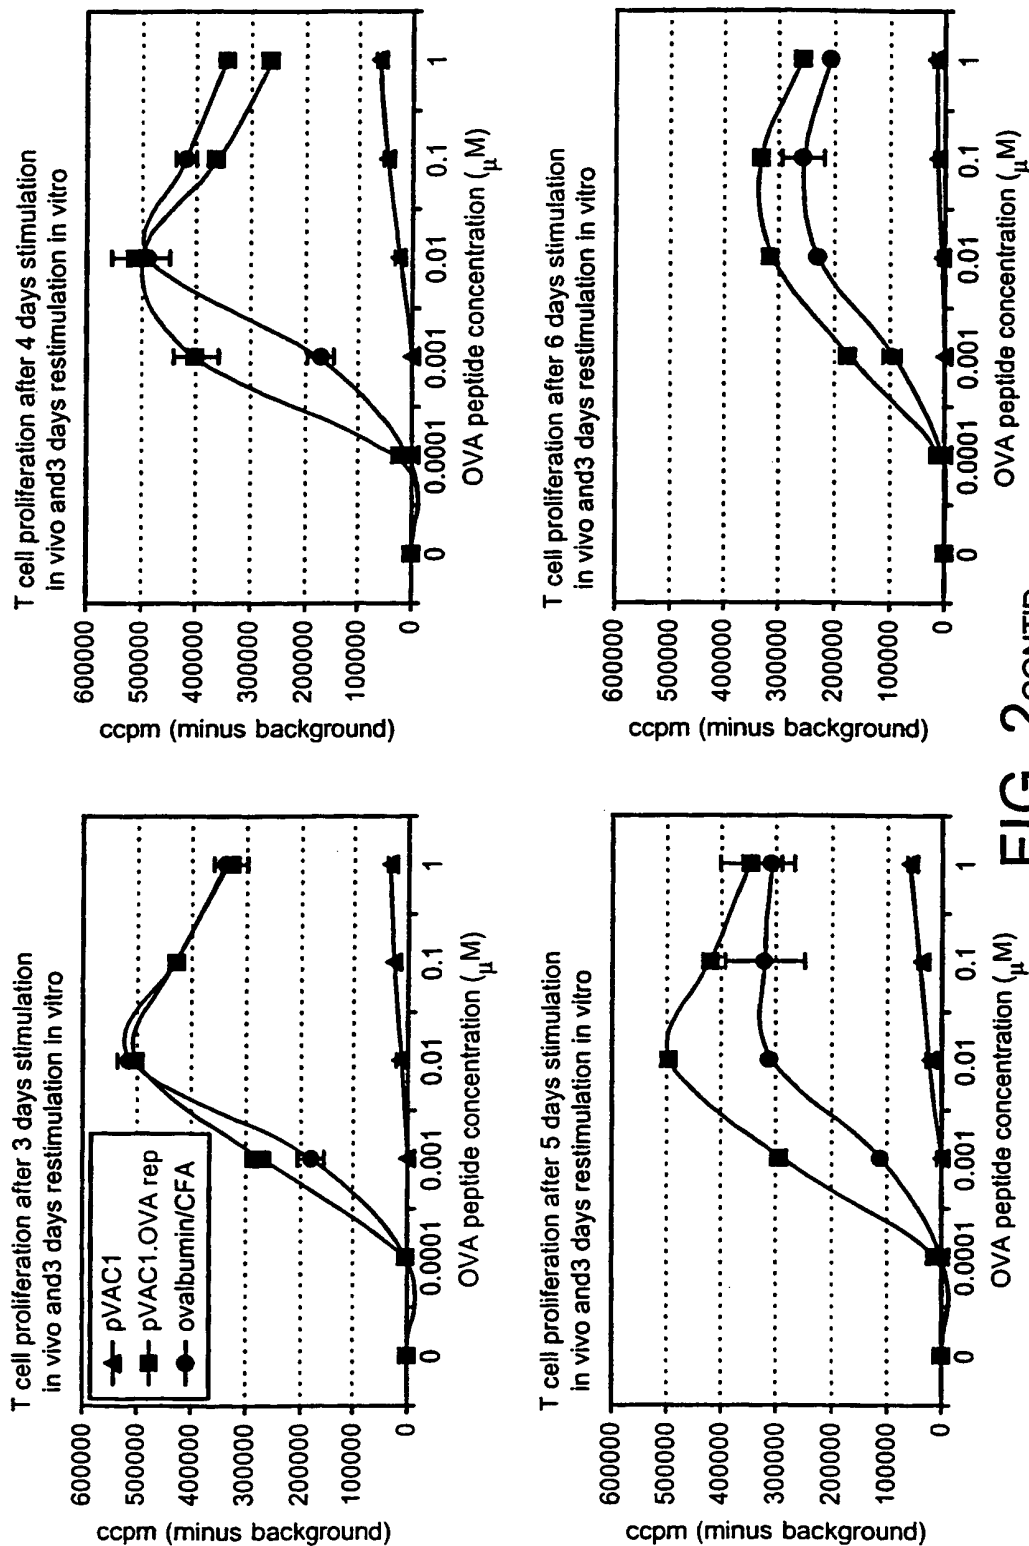 T cell proliferation after 3 days stimulation
in vivo and3 days restimulation in vitro
pVAC1
pVAC1.OVA rep
ovalbumin/CFA
600000
500000
400000
300000
200000
100000
0
ccpm (minus background)
0 0.0001 0.001 0.01 0.1 1
OVA peptide concentration (μM)
T cell proliferation after 4 days stimulation
in vivo and3 days restimulation in vitro
600000
500000
400000
300000
200000
100000
0
ccpm (minus background)
0 0.0001 0.001 0.01 0.1 1
OVA peptide concentration (μM)
T cell proliferation after 5 days stimulation
in vivo and3 days restimulation in vitro
600000
500000
400000
300000
200000
100000
0
ccpm (minus background)
0 0.0001 0.001 0.01 0.1 1
OVA peptide concentration (μM)
T cell proliferation after 6 days stimulation
in vivo and3 days restimulation in vitro
600000
500000
400000
300000
200000
100000
0
ccpm (minus background)
0 0.0001 0.001 0.01 0.1 1
OVA peptide concentration (μM)
FIG. 2CONT'D